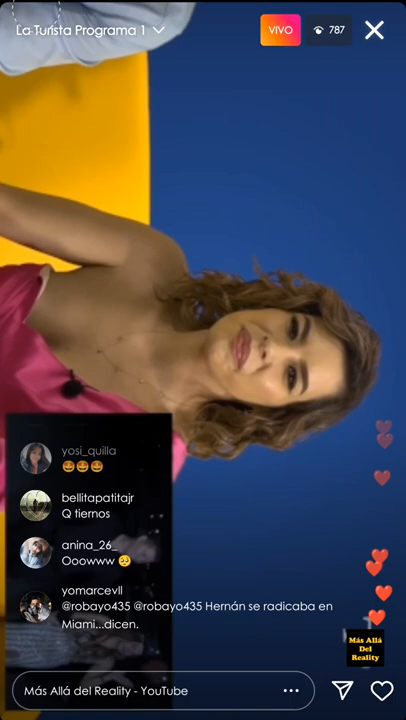 La Turista Programa 1
VIVO
787
yosi_quilla
🤩🤩🤩
bellitapatitajr
Q tiernos
anina_26_
Ooowww 🥺
yomarcevll
@robayo435 @robayo435 Hernán se radicaba en
Miami...dicen.
Más Allá
Del
Reality
Más Allá del Reality - YouTube